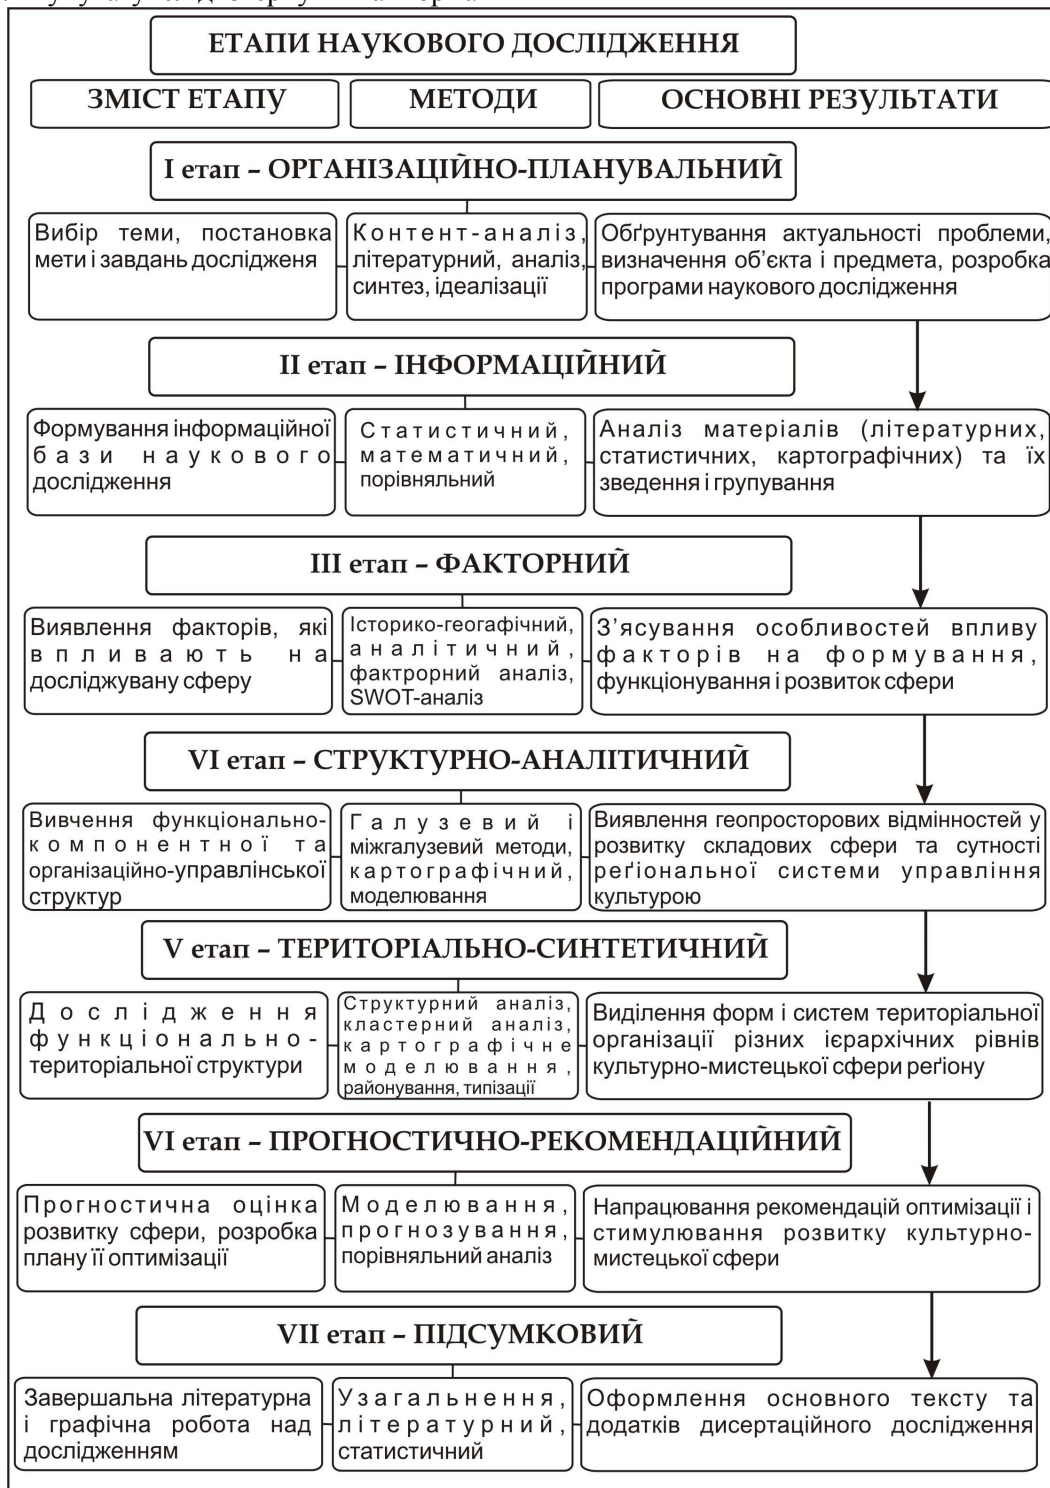 ЕТАПИ НАУКОВОГО ДОСЛІДЖЕННЯ
ЗМІСТ ЕТАПУ
МЕТОДИ
ОСНОВНІ РЕЗУЛЬТАТИ
І етап – ОРГАНІЗАЦІЙНО-ПЛАНУВАЛЬНИЙ
Вибір теми, постановка
мети і завдань дослідженя
Контент-аналіз,
літературний, аналіз,
синтез, ідеалізації
Обґрунтування актуальності проблеми,
визначення об’єкта і предмета, розробка
програми наукового дослідження
ІІ етап – ІНФОРМАЦІЙНИЙ
Формування інформаційної
бази наукового
дослідження
Статистичний,
математичний,
порівняльний
Аналіз матеріалів (літературних,
статистичних, картографічних) та їх
зведення і групування
ІІІ етап – ФАКТОРНИЙ
Виявлення факторів, які
впливають на
досліджувану сферу
Історико-геогафічний,
аналітичний,
фактрорний аналіз,
SWOT-аналіз
З’ясування особливостей впливу
факторів на формування,
функціонування і розвиток сфери
VI етап – СТРУКТУРНО-АНАЛІТИЧНИЙ
Вивчення функціонально-
компонентної та
організаційно-управлінської
структур
Галузевий і
міжгалузевий методи,
картографічний,
моделювання
Виявлення геопросторових відмінностей у
розвитку складових сфери та сутності
реґіональної системи управління
культурою
V етап – ТЕРИТОРІАЛЬНО-СИНТЕТИЧНИЙ
Дослідження
функціонально-
територіальної структури
Структурний аналіз,
кластерний аналіз,
картографічне
моделювання,
районування, типізації
Виділення форм і систем територіальної
організації різних ієрархічних рівнів
культурно-мистецької сфери реґіону
VI етап – ПРОГНОСТИЧНО-РЕКОМЕНДАЦІЙНИЙ
Прогностична оцінка
розвитку сфери, розробка
плану її оптимізації
Моделювання,
прогнозування,
порівняльний аналіз
Напрацювання рекомендацій оптимізації і
стимулювання розвитку культурно-
мистецької сфери
VII етап – ПІДСУМКОВИЙ
Завершальна літературна
і графічна робота над
дослідженням
Узагальнення,
літературний,
статистичний
Оформлення основного тексту та
додатків дисертаційного дослідження